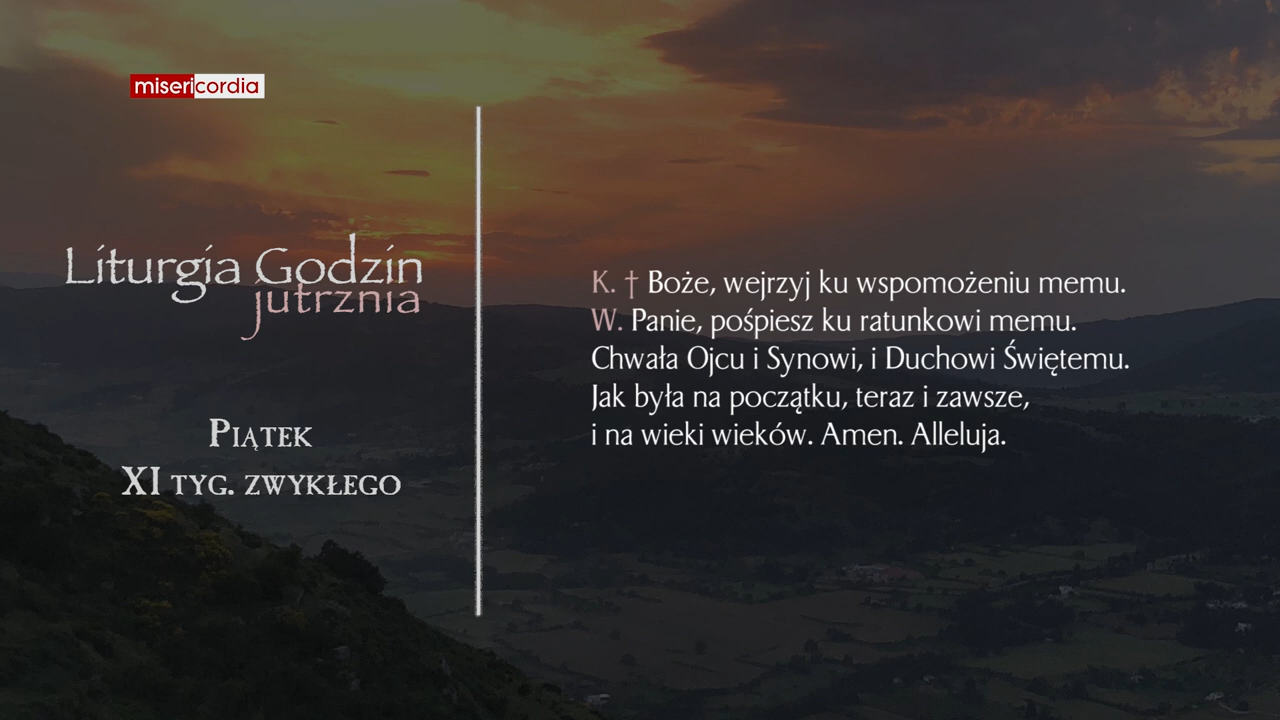 misericordia
Liturgia Godzin
jutrznia
Piątek
XI tyg. zwykłego
K. † Boże, wejrzyj ku wspomożeniu memu.
W. Panie, pośpiesz ku ratunkowi memu.
Chwała Ojcu i Synowi, i Duchowi Świętemu.
Jak była na początku, teraz i zawsze,
i na wieki wieków. Amen. Alleluja.